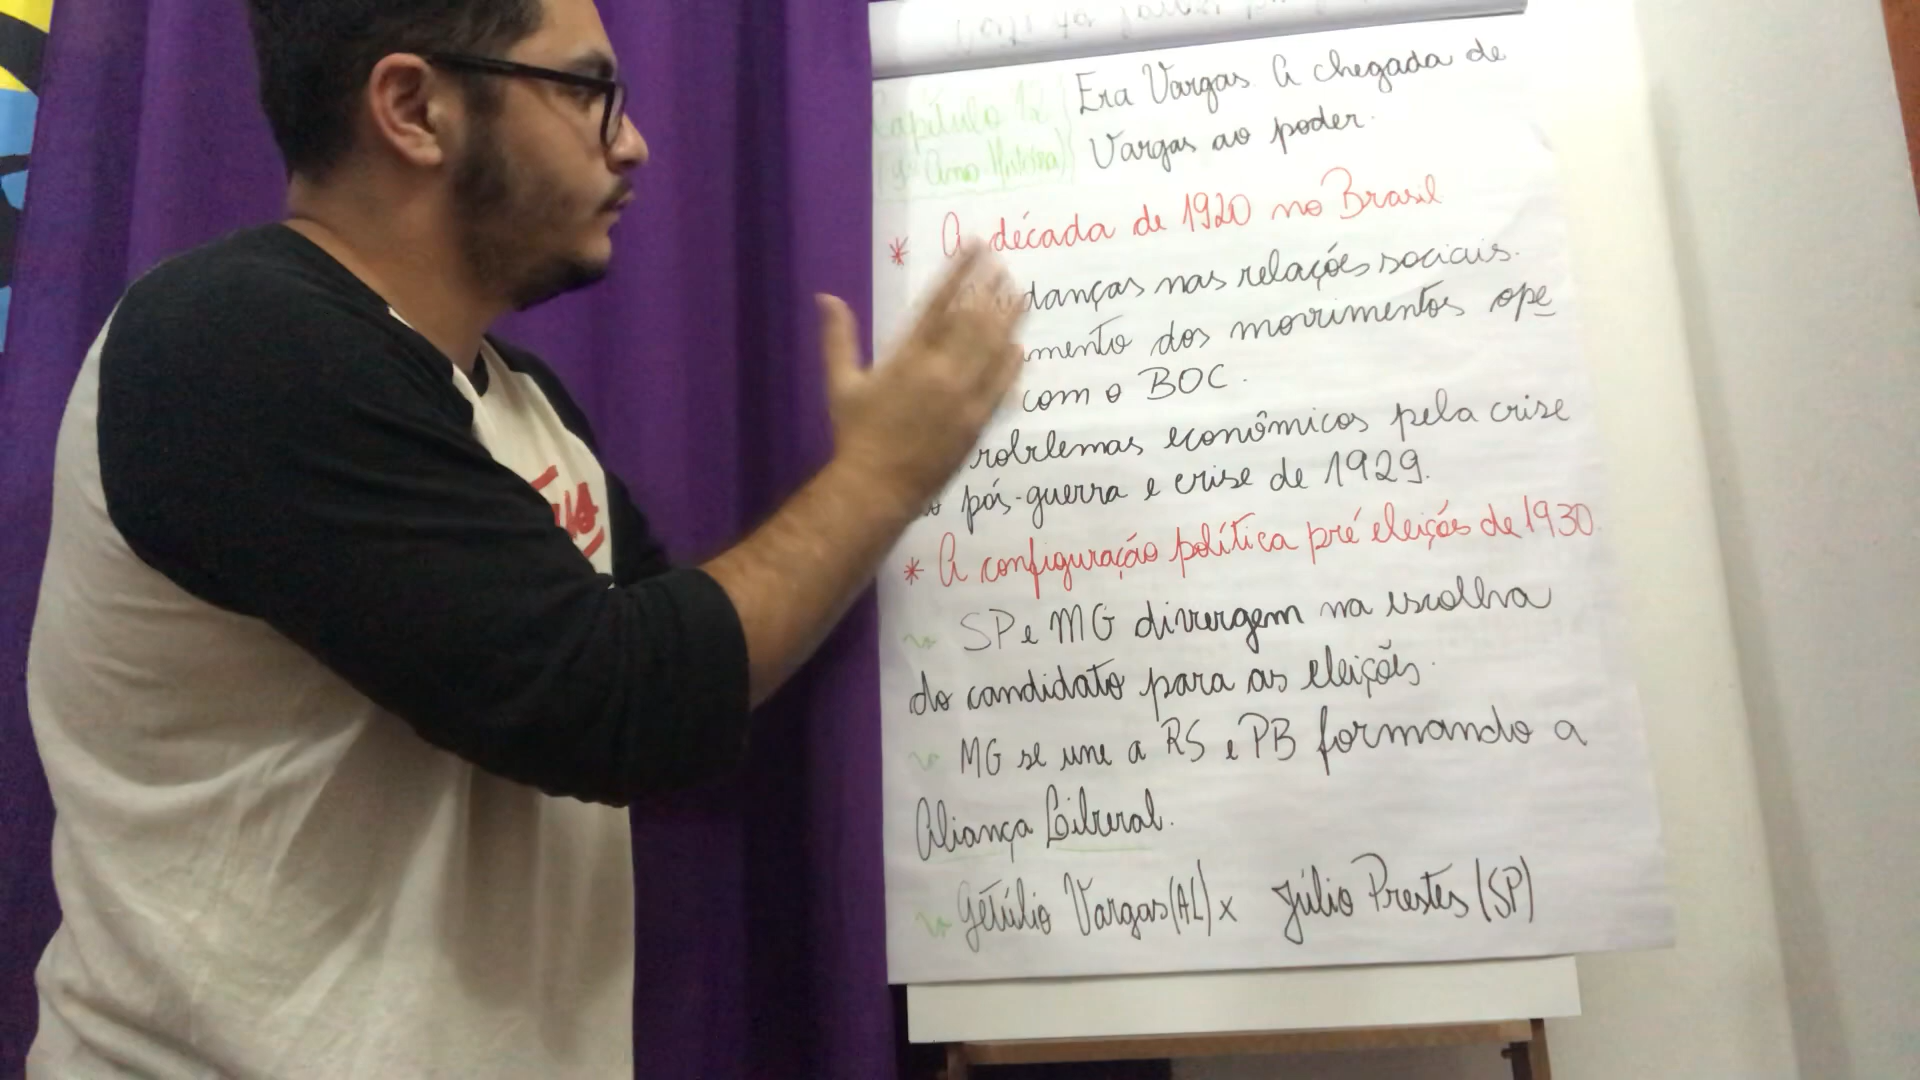 Capítulo 12 Era Vargas. A chegada de
(9º Ano História) Vargas ao poder.
* A década de 1920 no Brasil
danças nas relações sociais.
mento dos movimentos ope
com o BOC.
roblemas econômicos pela crise
pós-guerra e crise de 1929.
* A configuração política pré eleições de 1930
SP e MG divergem na escolha
do candidato para as eleições.
MG se une a RS e PB formando a
Aliança Liberal.
Getúlio Vargas (AL) x Júlio Prestes (SP)